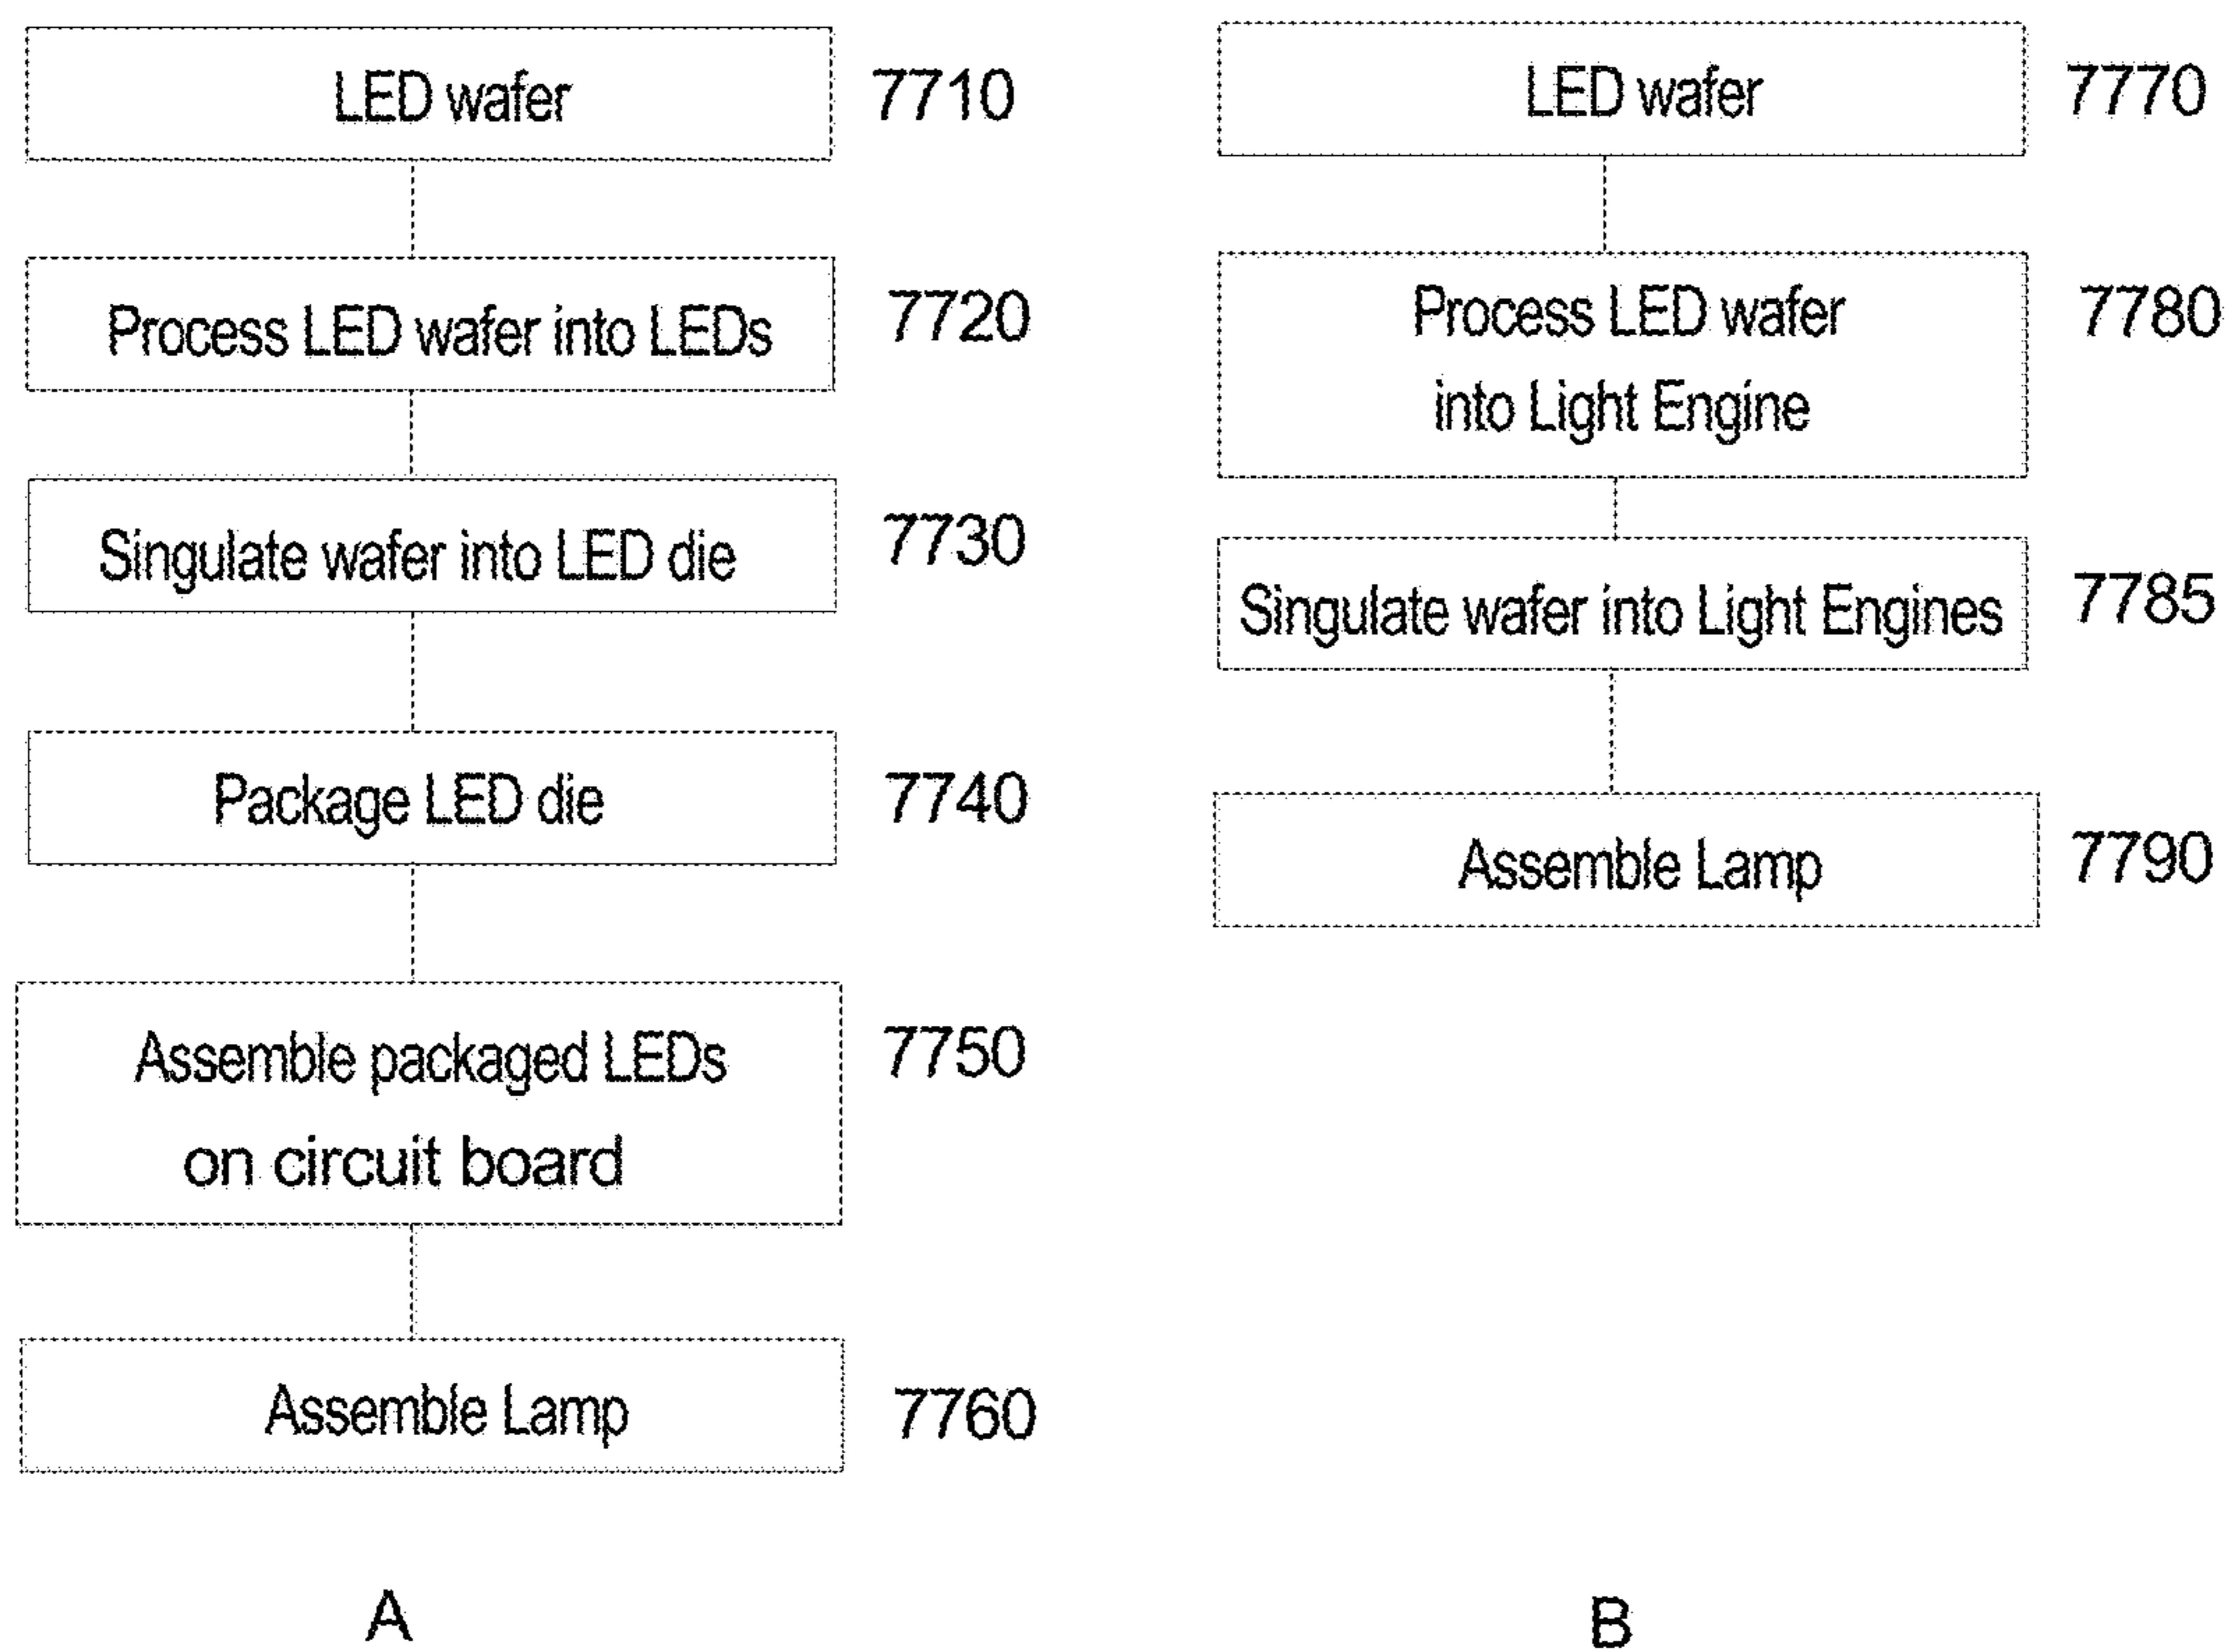 LED wafer
7710
Process LED wafer into LEDs
7720
Singulate wafer into LED die
7730
Package LED die
7740
Assemble packaged LEDs
on circuit board
7750
Assemble Lamp
7760
A
LED wafer
7770
Process LED wafer
into Light Engine
7780
Singulate wafer into Light Engines
7785
Assemble Lamp
7790
B